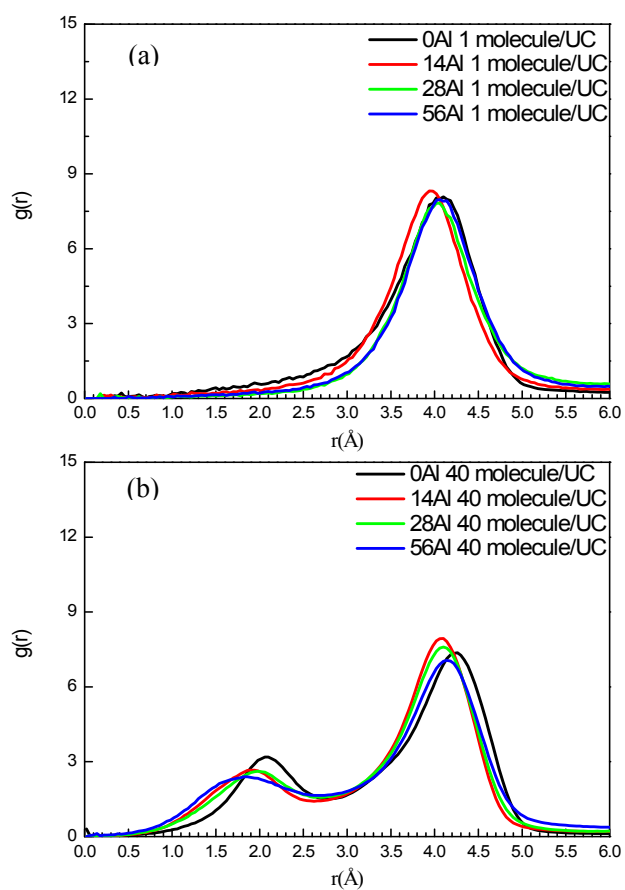 15
(a)
0Al 1 molecule/UC
14Al 1 molecule/UC
28Al 1 molecule/UC
56Al 1 molecule/UC
12
9
g(r)
6
3
0
0.0 0.5 1.0 1.5 2.0 2.5 3.0 3.5 4.0 4.5 5.0 5.5 6.0
r(Å)
15
(b)
0Al 40 molecule/UC
14Al 40 molecule/UC
28Al 40 molecule/UC
56Al 40 molecule/UC
12
9
g(r)
6
3
0
0.0 0.5 1.0 1.5 2.0 2.5 3.0 3.5 4.0 4.5 5.0 5.5 6.0
r(Å)